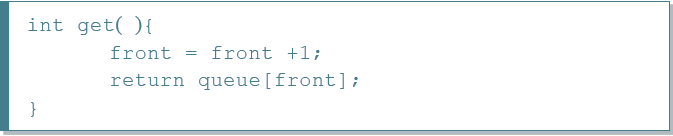 int get( ){
front = front +1;
return queue[front];
}